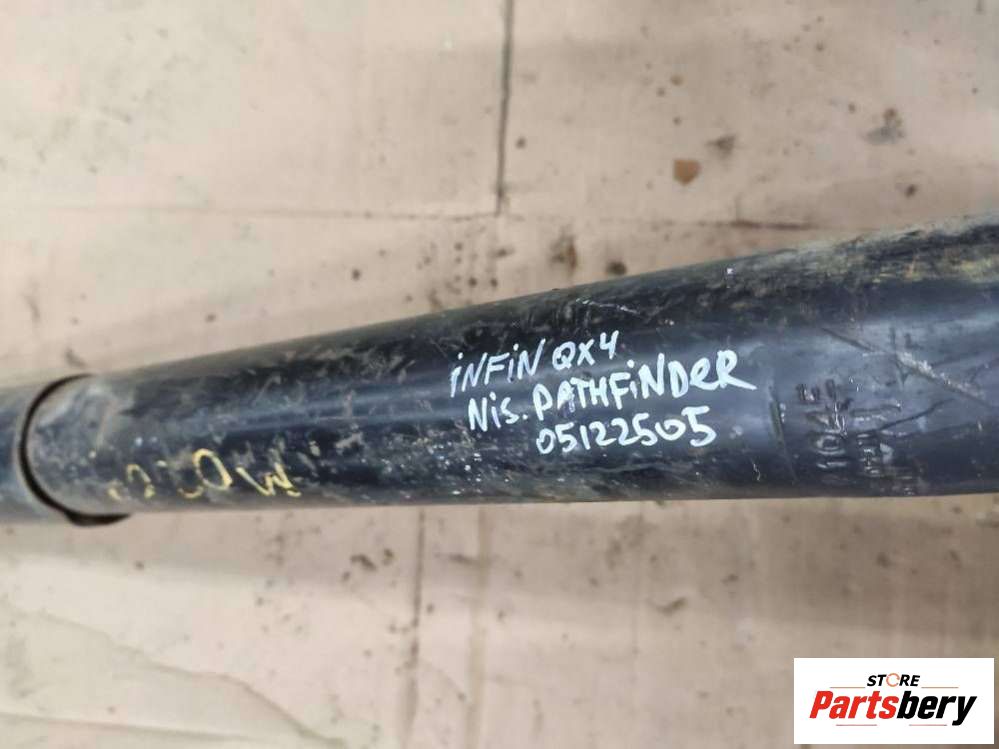 iNFiN QX4
Nis. PATHFiNDeR
05122505
STORE
Partsbery